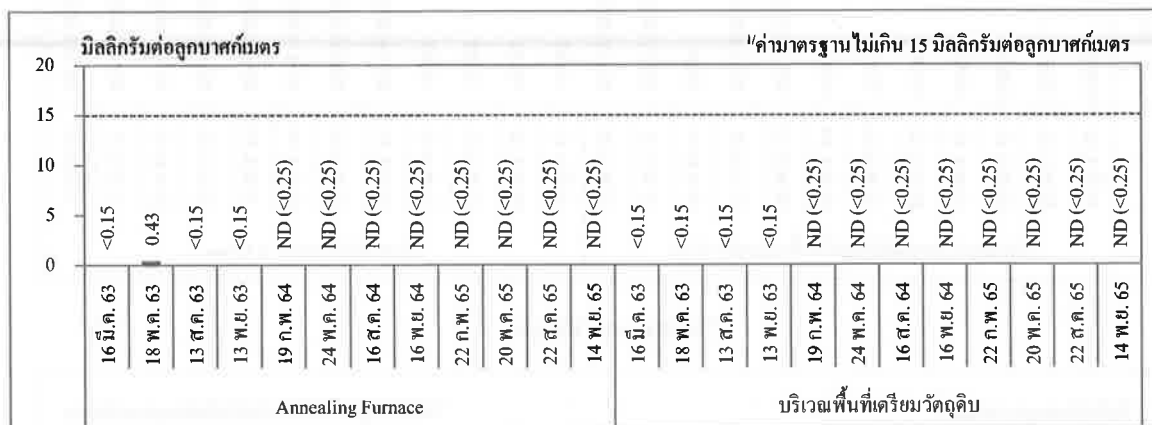 มิลลิกรัมต่อลูกบาศก์เมตร
¹/ค่ามาตรฐานไม่เกิน 15 มิลลิกรัมต่อลูกบาศก์เมตร
20
15
10
5
0
<0.15
0.43
<0.15
<0.15
ND (<0.25)
ND (<0.25)
ND (<0.25)
ND (<0.25)
ND (<0.25)
ND (<0.25)
ND (<0.25)
ND (<0.25)
<0.15
<0.15
<0.15
<0.15
ND (<0.25)
ND (<0.25)
ND (<0.25)
ND (<0.25)
ND (<0.25)
ND (<0.25)
ND (<0.25)
ND (<0.25)
16 มี.ค. 63
18 พ.ค. 63
13 ส.ค. 63
13 พ.ย. 63
19 ก.พ. 64
24 พ.ค. 64
16 ส.ค. 64
16 พ.ย. 64
22 ก.พ. 65
20 พ.ค. 65
22 ส.ค. 65
14 พ.ย. 65
16 มี.ค. 63
18 พ.ค. 63
13 ส.ค. 63
13 พ.ย. 63
19 ก.พ. 64
24 พ.ค. 64
16 ส.ค. 64
16 พ.ย. 64
22 ก.พ. 65
20 พ.ค. 65
22 ส.ค. 65
14 พ.ย. 65
Annealing Furnace
บริเวณพื้นที่เตรียมวัตถุดิบ